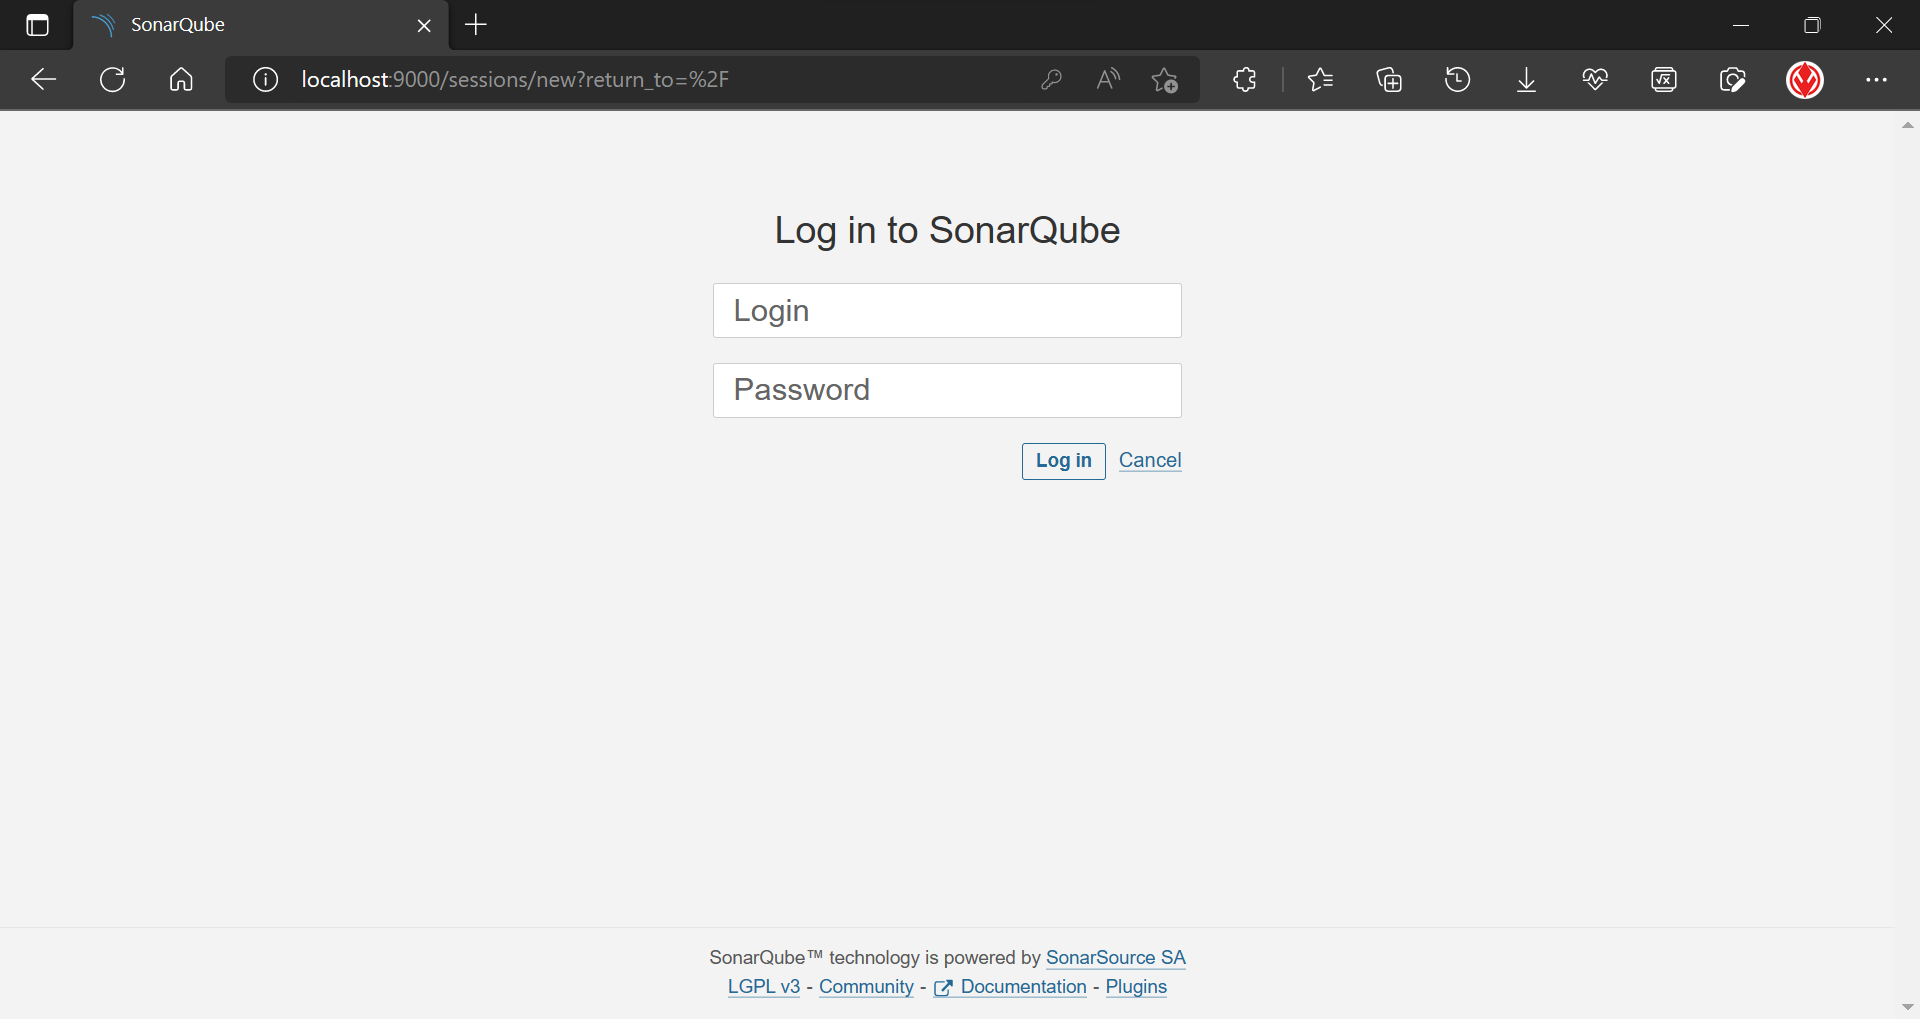 SonarQube
localhost:9000/sessions/new?return_to=%2F
Log in to SonarQube
Login
Password
Log in Cancel
SonarQube™ technology is powered by SonarSource SA
LGPL v3 - Community - Documentation - Plugins